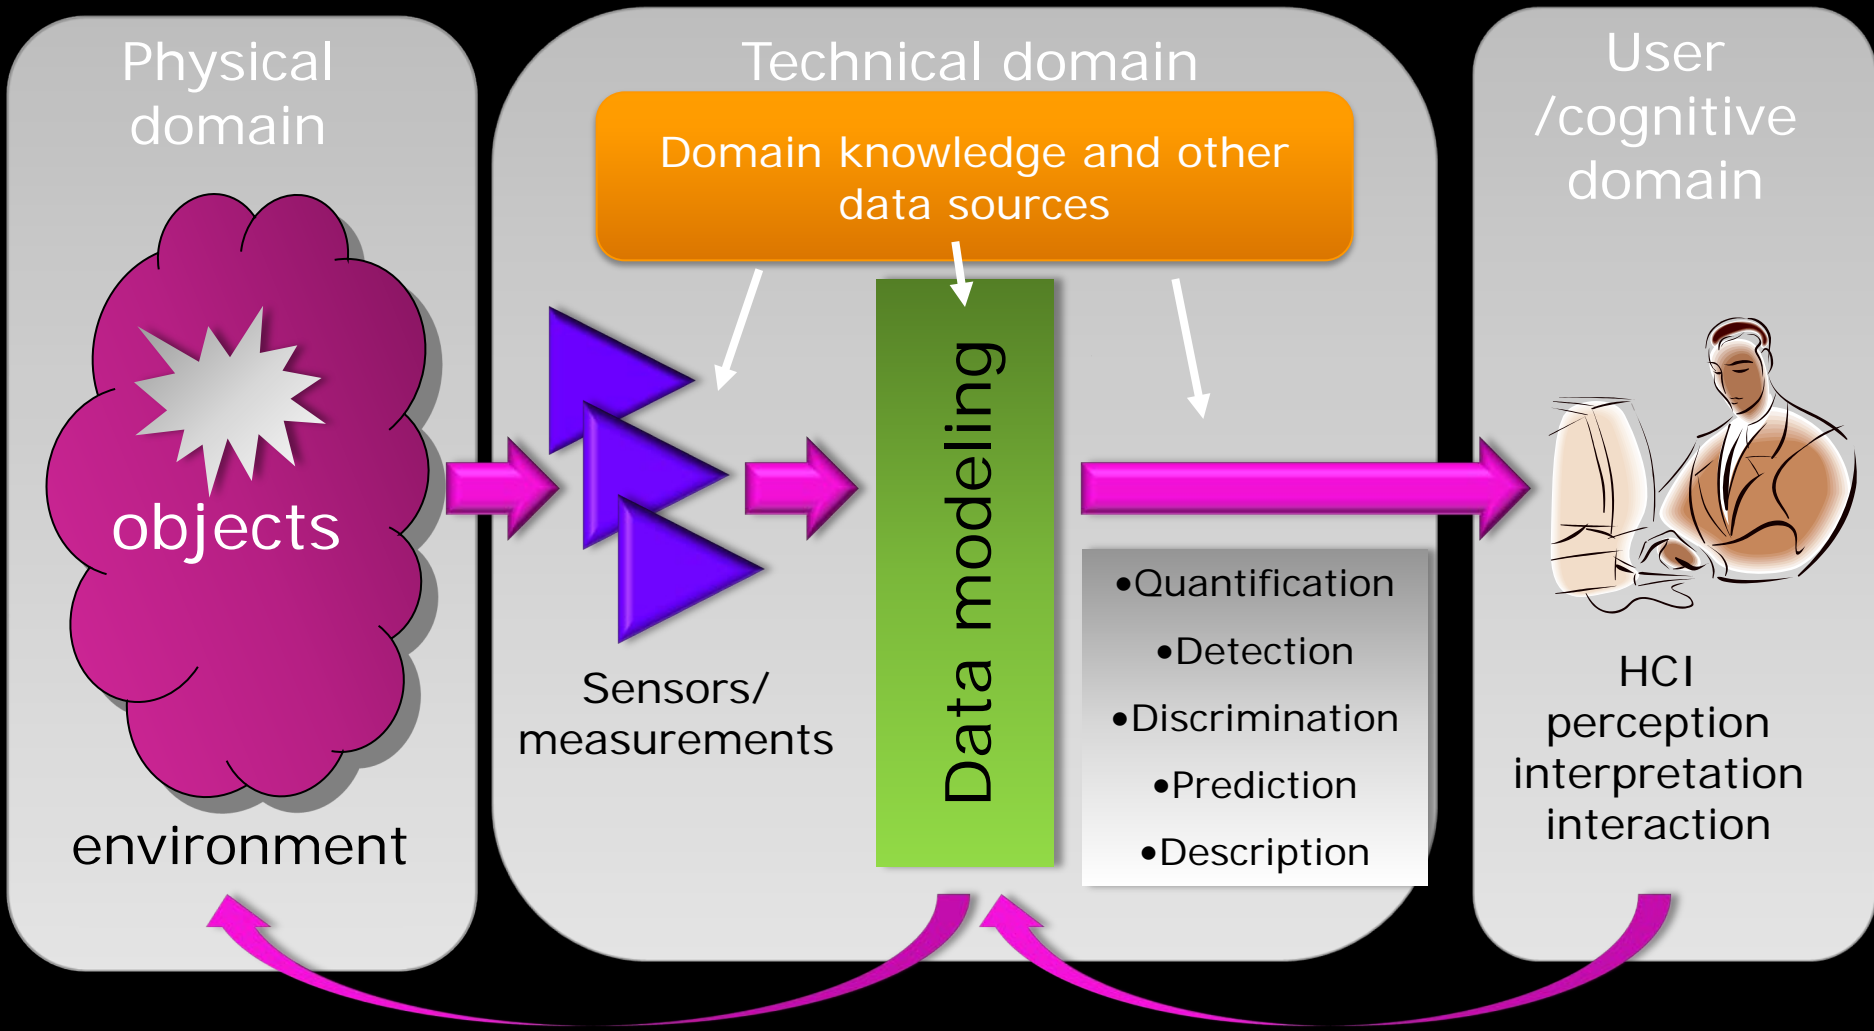 Physical
domain
objects
environment
Technical domain
Domain knowledge and other
data sources
Sensors/
measurements
Data modeling
•Quantification
•Detection
•Discrimination
•Prediction
•Description
User
/cognitive
domain
HCI
perception
interpretation
interaction